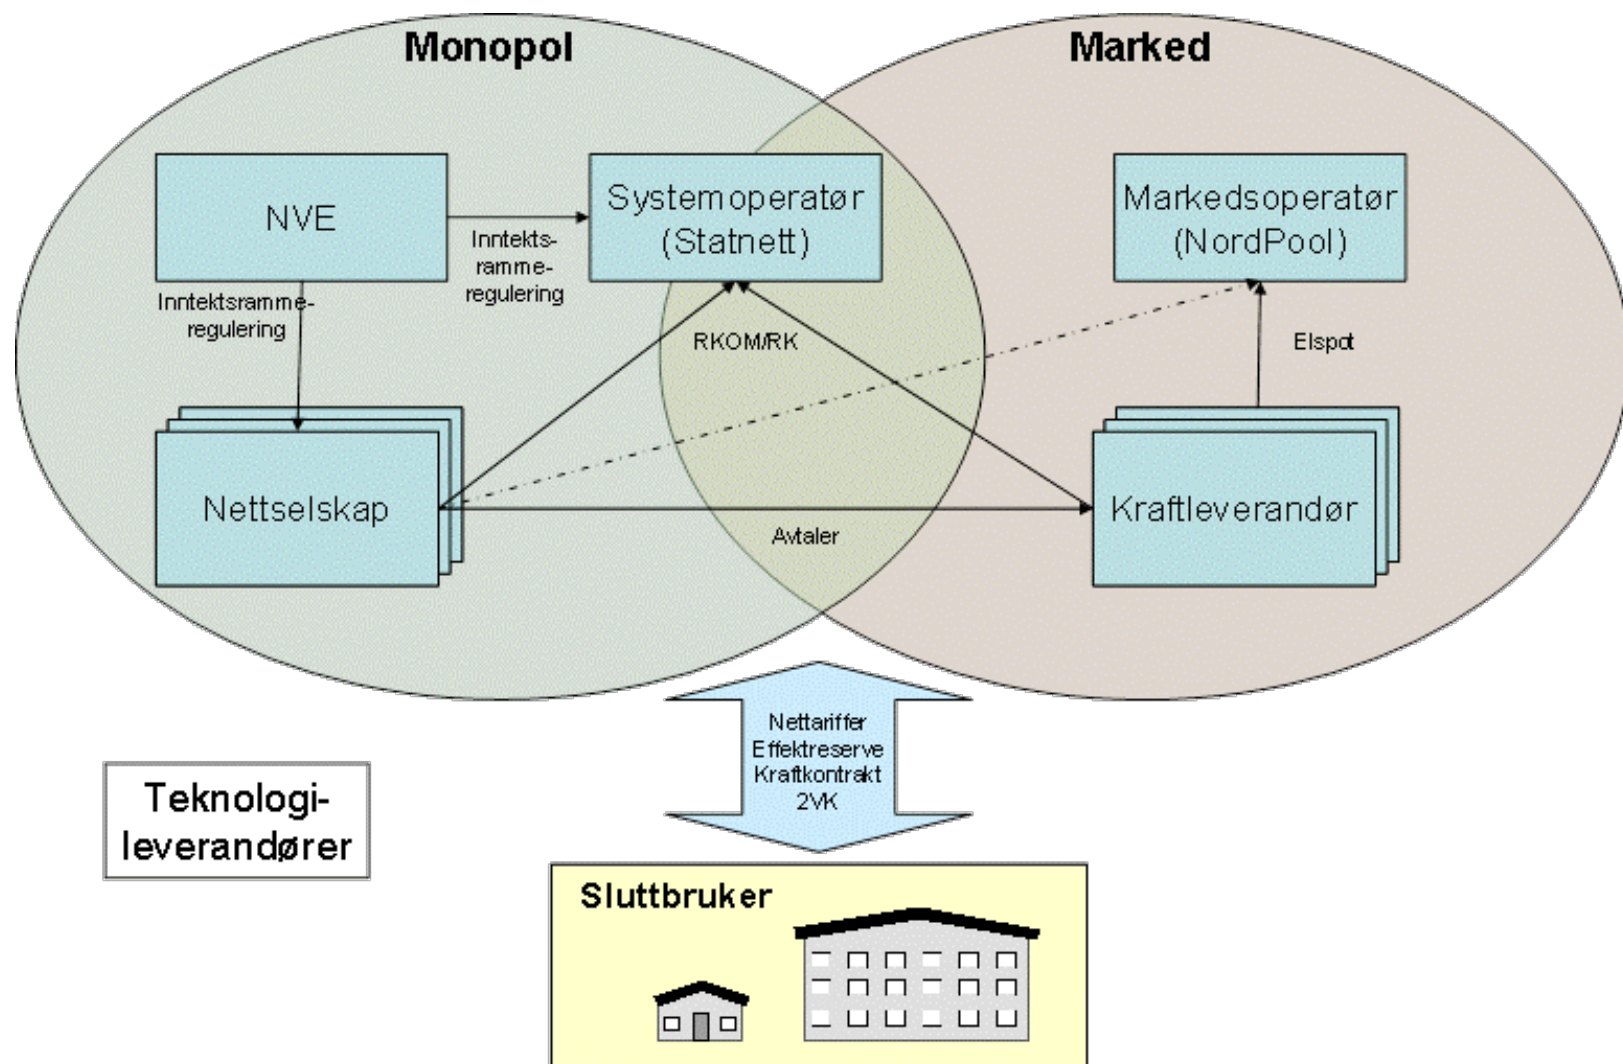 Monopol
Marked
NVE
Systemoperatør
(Statnett)
Markedsoperatør
(NordPool)
Inntekts-
ramme-
regulering
Inntektsramme-
regulering
RKOM/RK
Elspot
Nettselskap
Kraftleverandør
Avtaler
Nettariffer
Effektreserve
Kraftkontrakt
2VK
Teknologi-
leverandører
Sluttbruker